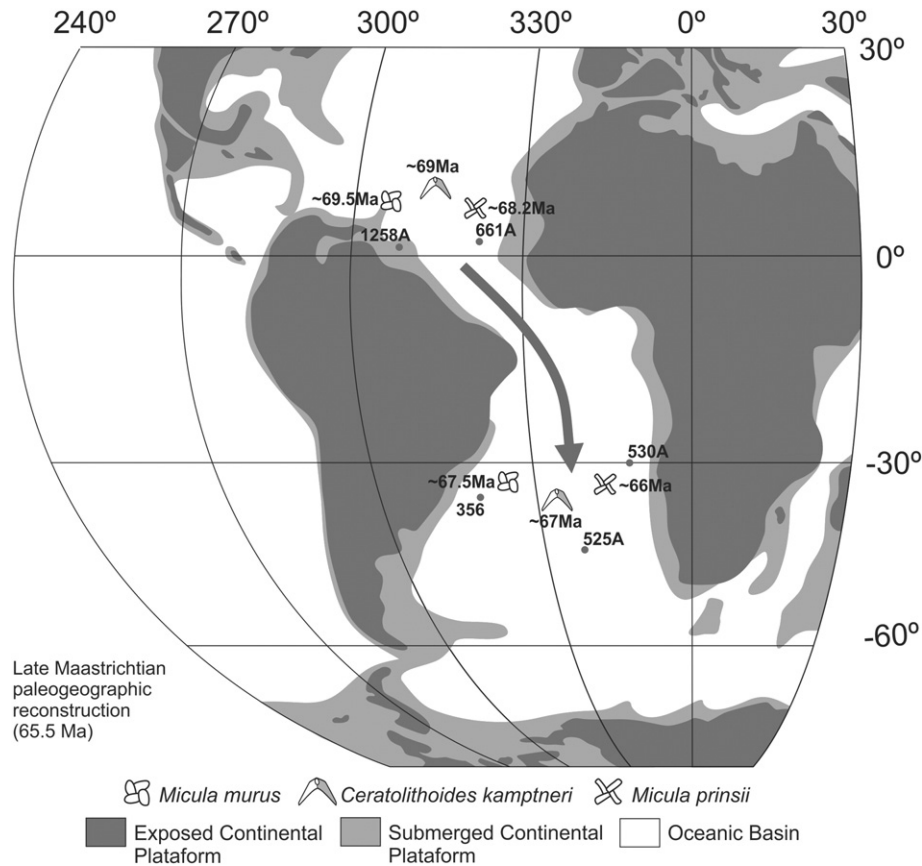 240º 270º 300º 330º 0º 30º
30º
~69Ma
~69.5Ma ~68.2Ma
1258A 661A
0º
530A
-30º
~67.5Ma ~66Ma
356 ~67Ma
525A
-60º
Late Maastrichtian
paleogeographic
reconstruction
(65.5 Ma)
Micula murus Ceratolithoides kamptneri Micula prinsii
Exposed Continental Submerged Continental Oceanic Basin
Plataform Plataform